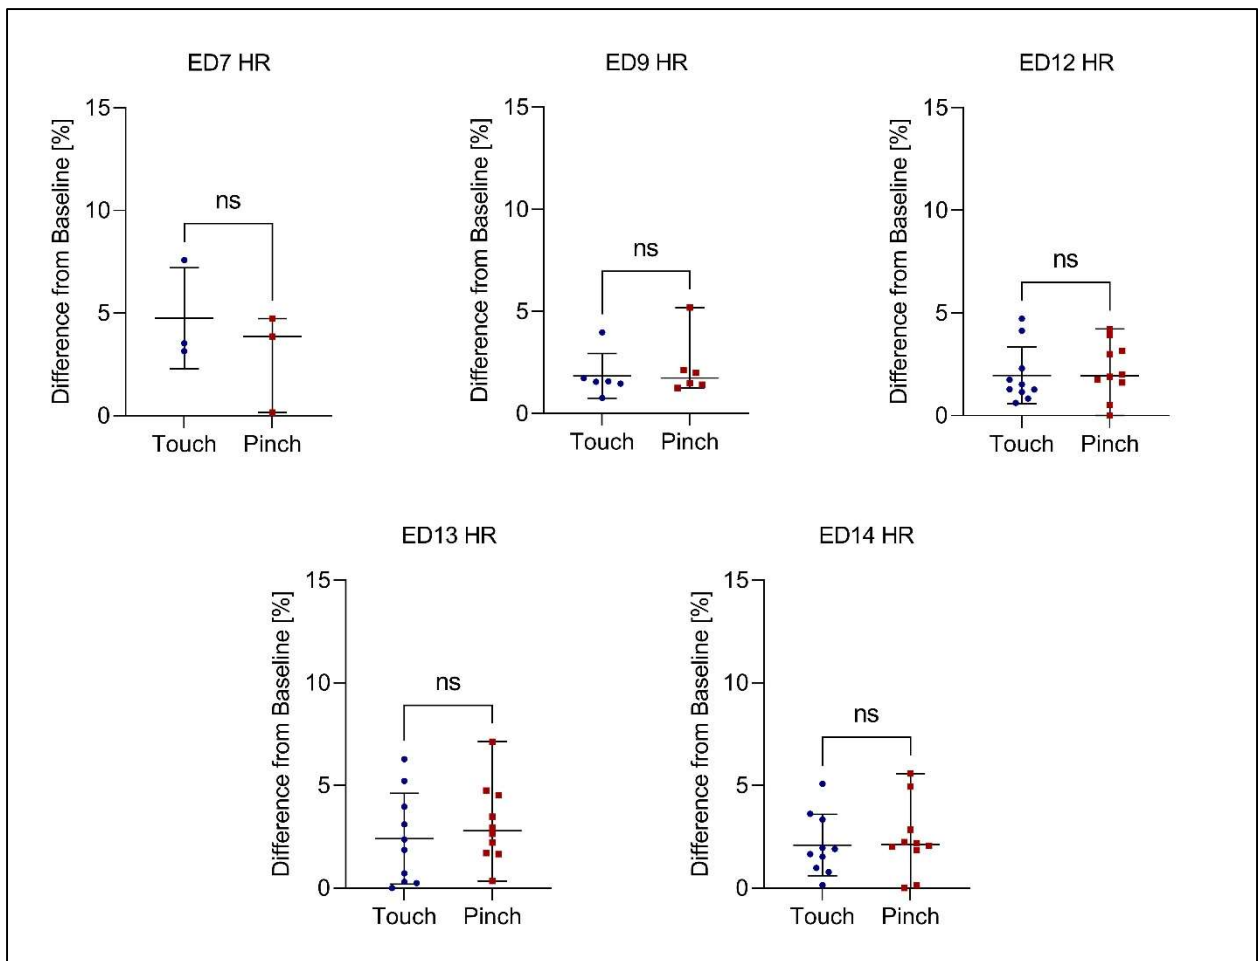 ED7 HR
Difference from Baseline [%]
15
10
5
0
ns
Touch Pinch
ED9 HR
Difference from Baseline [%]
15
10
5
0
ns
Touch Pinch
ED12 HR
Difference from Baseline [%]
15
10
5
0
ns
Touch Pinch
ED13 HR
Difference from Baseline [%]
15
10
5
0
ns
Touch Pinch
ED14 HR
Difference from Baseline [%]
15
10
5
0
ns
Touch Pinch